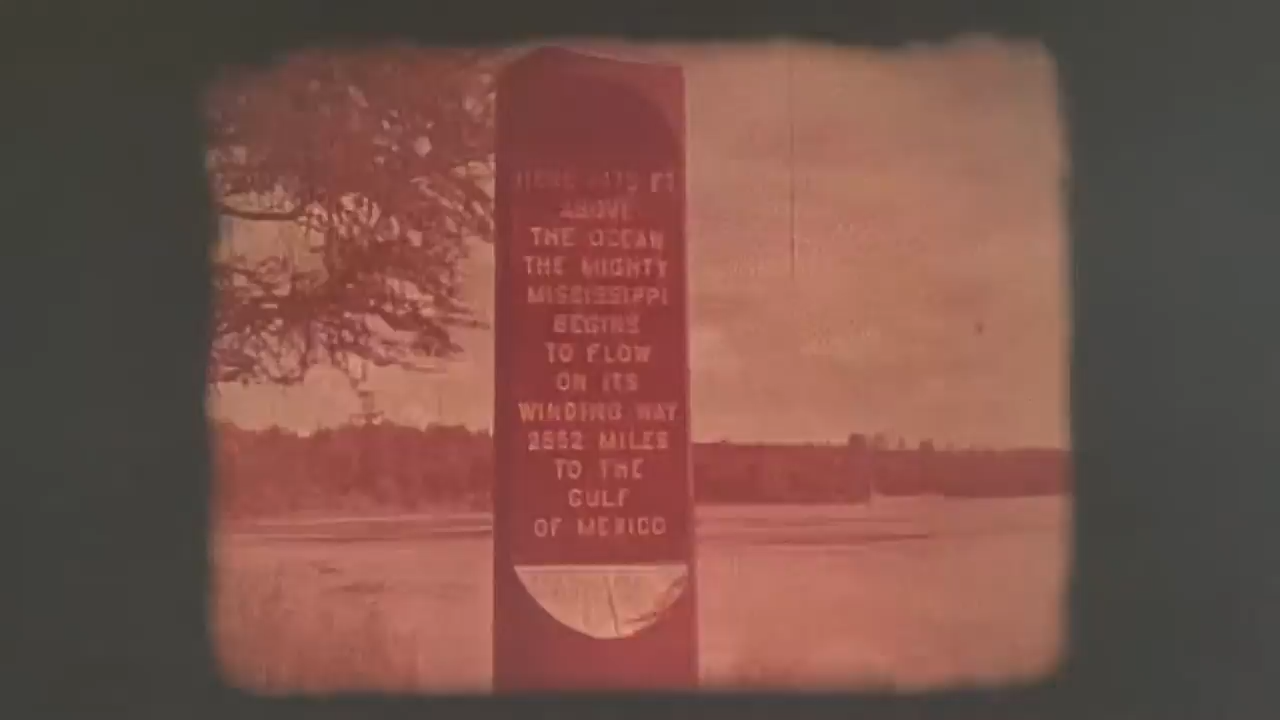 FT
ABOVE
THE OCEAN
THE MIGHTY
MISSISSIPPI
BEGINS
TO FLOW
ON ITS
WINDING WAY
2552 MILES
TO THE
GULF
OF MEXICO